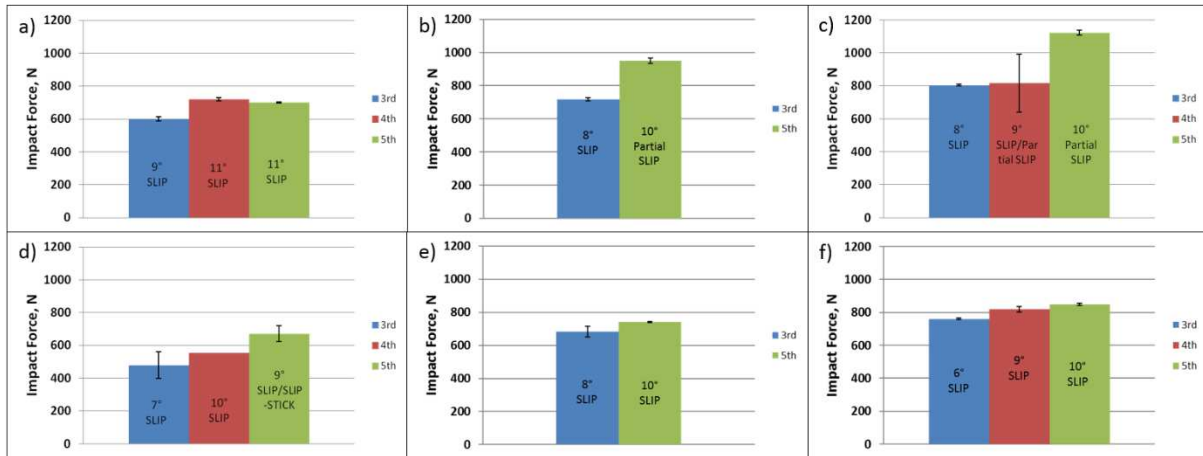 a)
1200
1000
800
600
400
200
0
Impact Force, N
9°
SLIP
11°
SLIP
11°
SLIP
3rd
4th
5th
b)
1200
1000
800
600
400
200
0
Impact Force, N
8°
SLIP
10°
Partial
SLIP
3rd
5th
c)
1200
1000
800
600
400
200
0
Impact Force, N
8°
SLIP
9°
SLIP/Par
tial SLIP
10°
Partial
SLIP
3rd
4th
5th
d)
1200
1000
800
600
400
200
0
Impact Force, N
7°
SLIP
10°
SLIP
9°
SLIP/SLIP
-STICK
3rd
4th
5th
e)
1200
1000
800
600
400
200
0
Impact Force, N
8°
SLIP
10°
SLIP
3rd
5th
f)
1200
1000
800
600
400
200
0
Impact Force, N
6°
SLIP
9°
SLIP
10°
SLIP
3rd
4th
5th